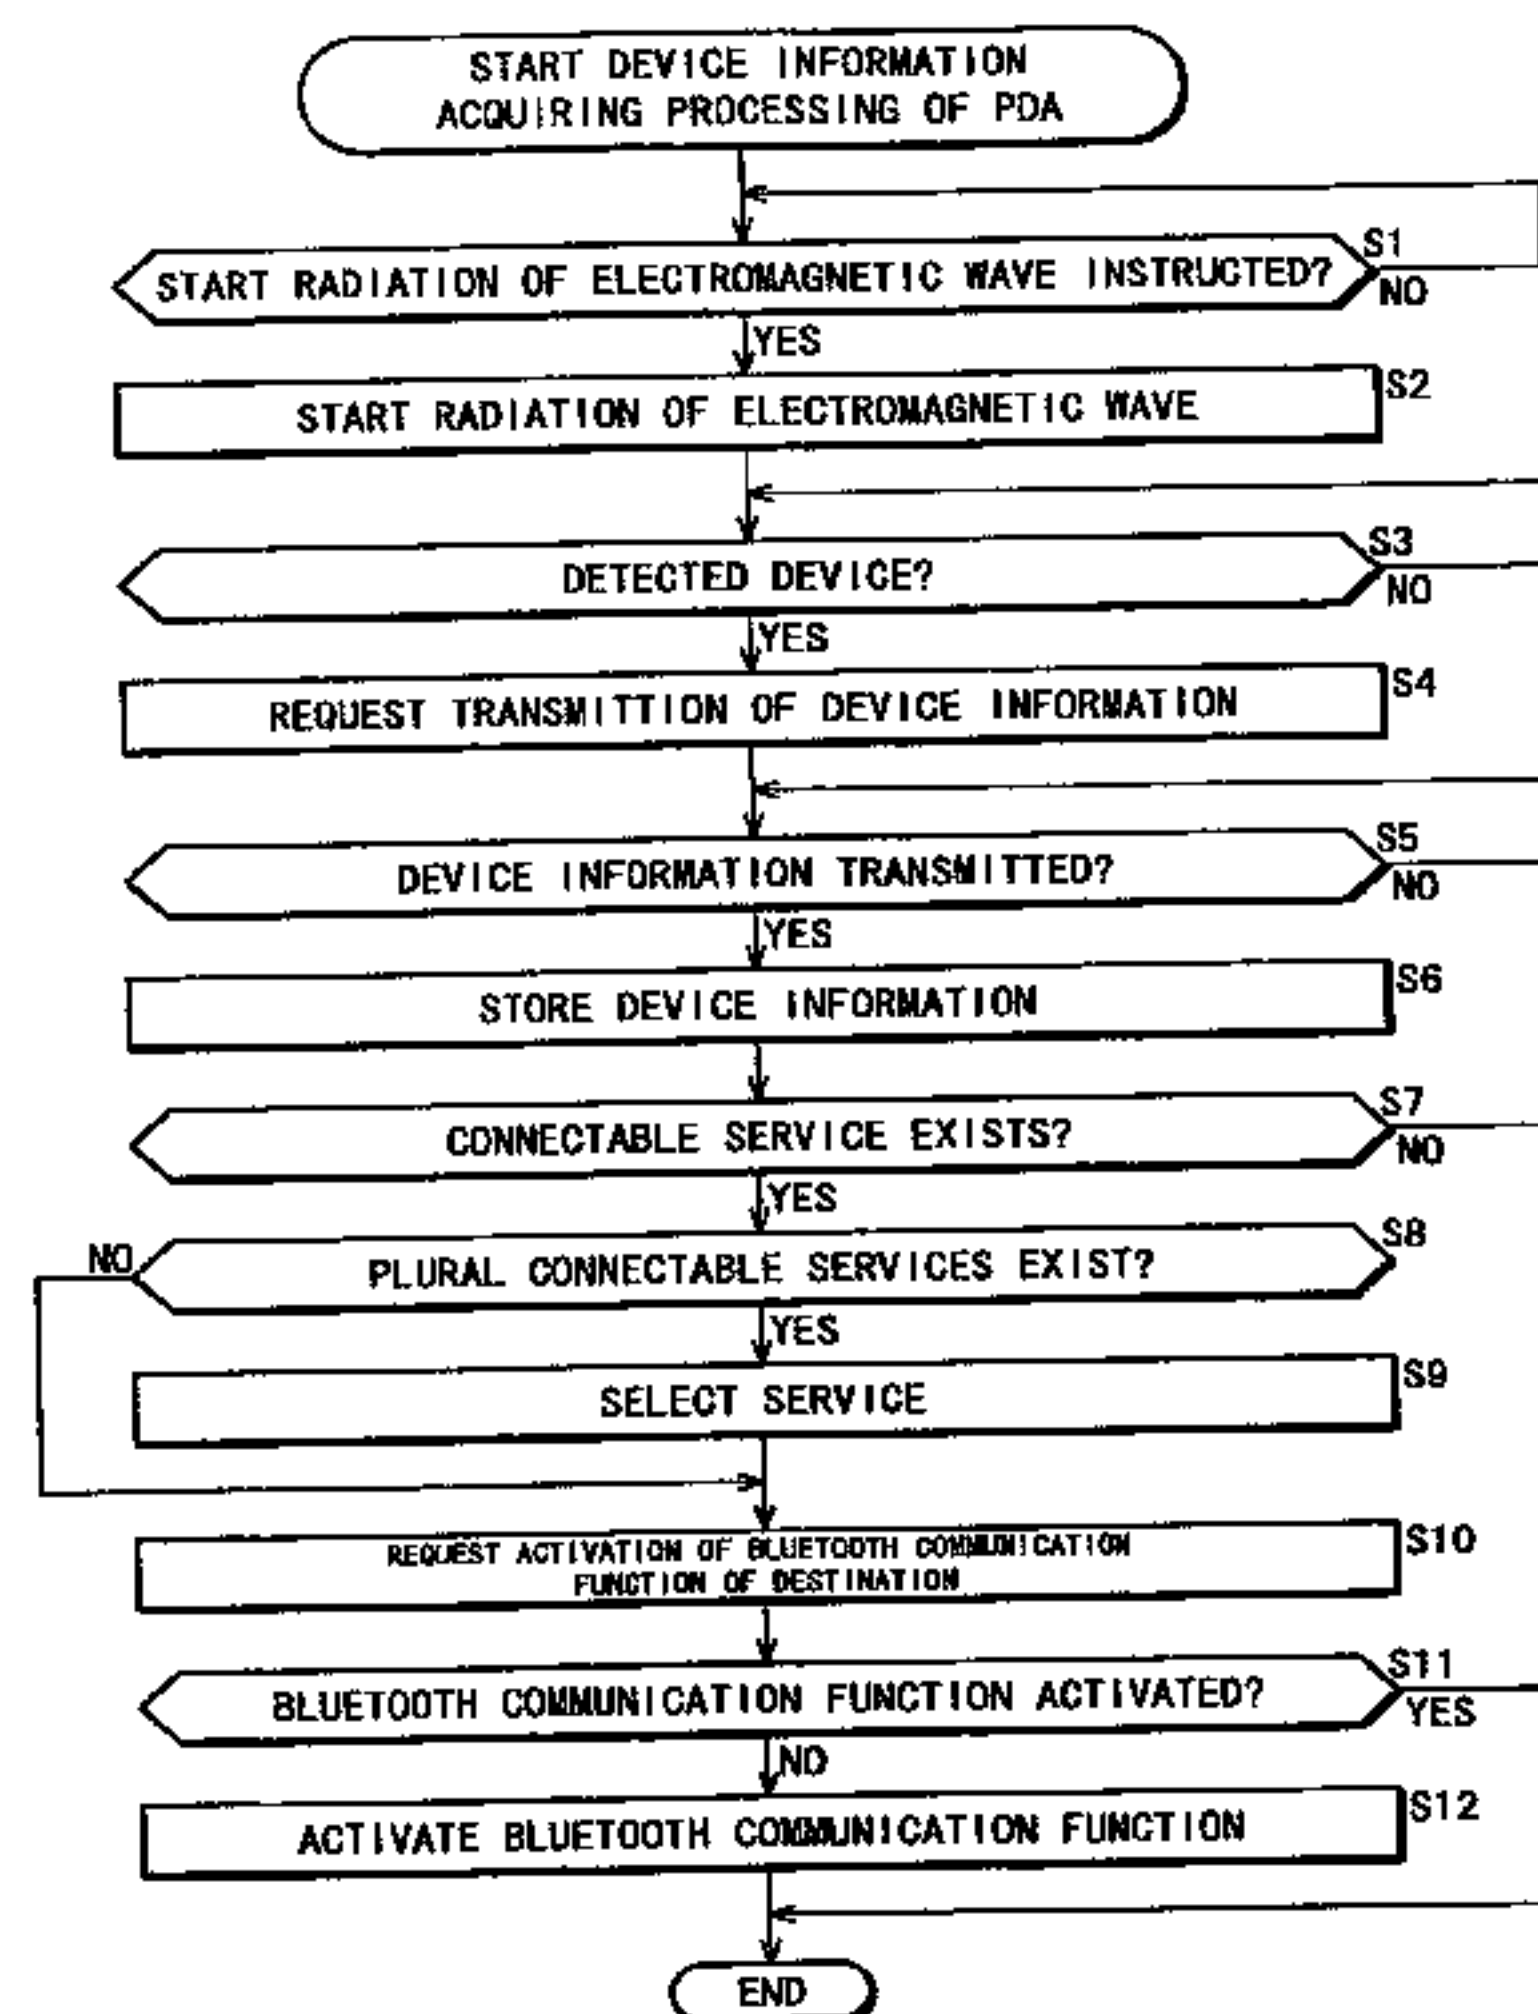 START DEVICE INFORMATION
ACQUIRING PROCESSING OF PDA
S1
START RADIATION OF ELECTROMAGNETIC WAVE INSTRUCTED?
NO
YES
S2
START RADIATION OF ELECTROMAGNETIC WAVE
S3
DETECTED DEVICE?
NO
YES
S4
REQUEST TRANSMITTION OF DEVICE INFORMATION
S5
DEVICE INFORMATION TRANSMITTED?
NO
YES
S6
STORE DEVICE INFORMATION
S7
CONNECTABLE SERVICE EXISTS?
NO
YES
S8
NO
PLURAL CONNECTABLE SERVICES EXIST?
YES
S9
SELECT SERVICE
S10
REQUEST ACTIVATION OF BLUETOOTH COMMUNICATION
FUNCTION OF DESTINATION
S11
BLUETOOTH COMMUNICATION FUNCTION ACTIVATED?
YES
NO
S12
ACTIVATE BLUETOOTH COMMUNICATION FUNCTION
END